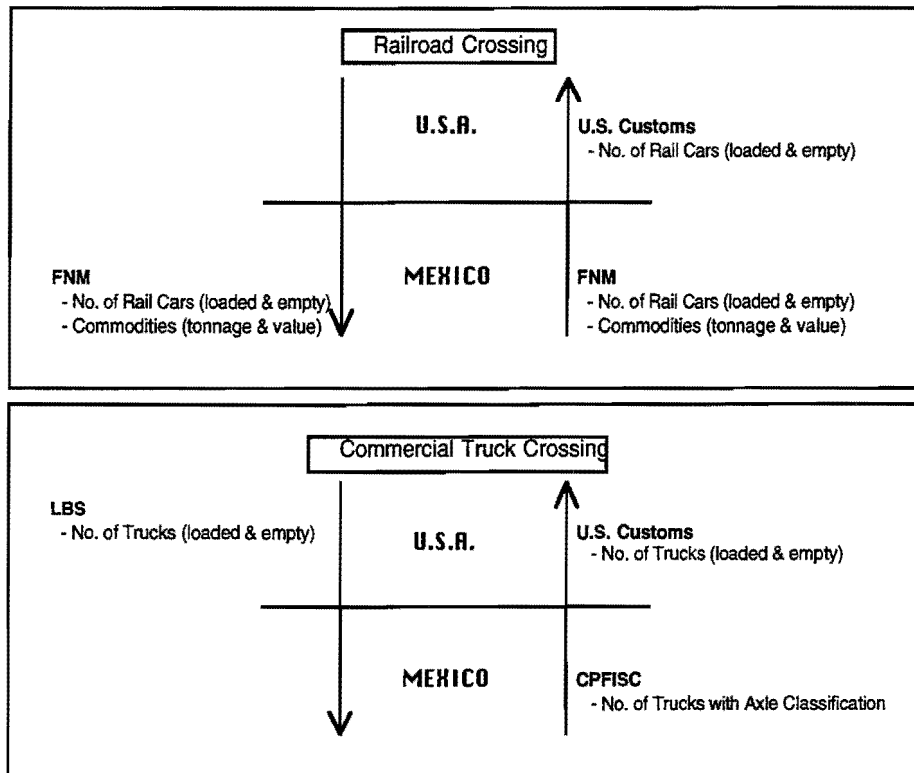 Railroad Crossing
U.S.A.
U.S. Customs
- No. of Rail Cars (loaded & empty)
MEXICO
FNM
- No. of Rail Cars (loaded & empty)
- Commodities (tonnage & value)
FNM
- No. of Rail Cars (loaded & empty)
- Commodities (tonnage & value)
Commercial Truck Crossing
LBS
- No. of Trucks (loaded & empty)
U.S.A.
U.S. Customs
- No. of Trucks (loaded & empty)
MEXICO
CPFISC
- No. of Trucks with Axle Classification